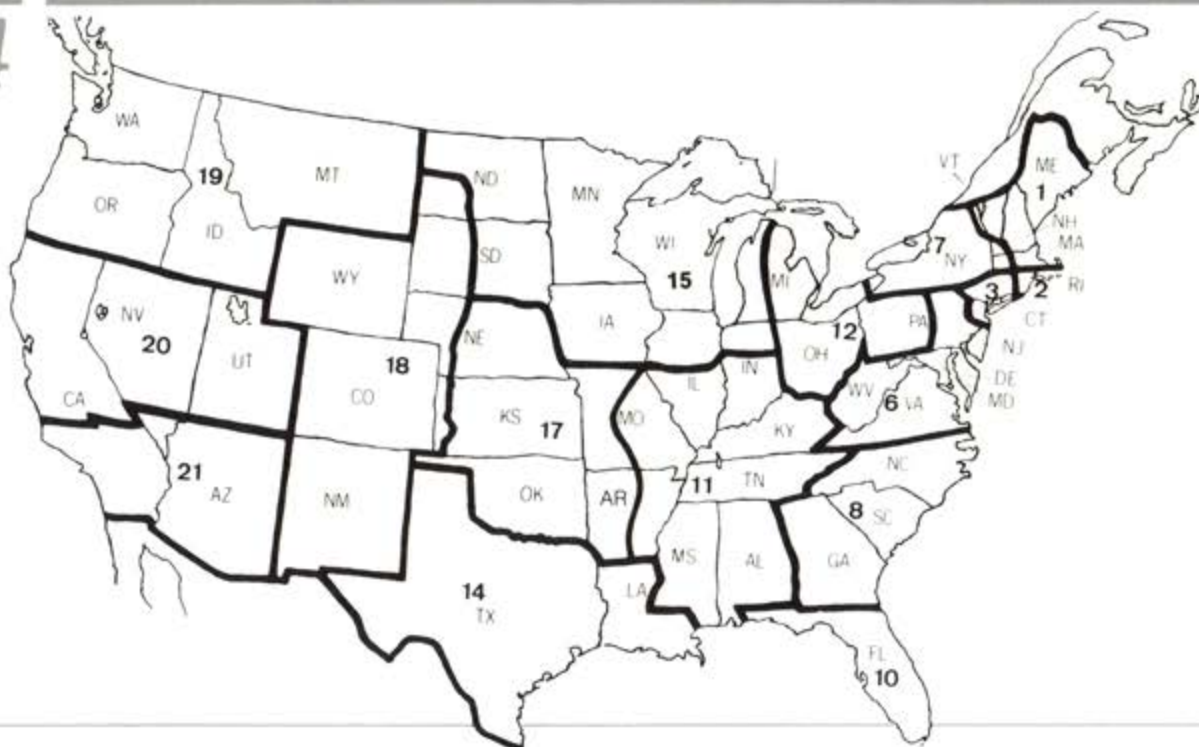 WA
MT
ND
MN
VT
ME
1
19
OR
ID
NH
MA
WI
7
NY
SD
15
MI
WY
3
2
RI
NV
IA
12
PA
CT
NE
20
OH
NJ
UT
18
IN
DE
CA
CO
IL
WV
6
VA
MD
KS
17
MO
KY
21
AZ
NM
OK
AR
11
TN
NC
8
SC
MS
AL
GA
14
TX
LA
FL
10